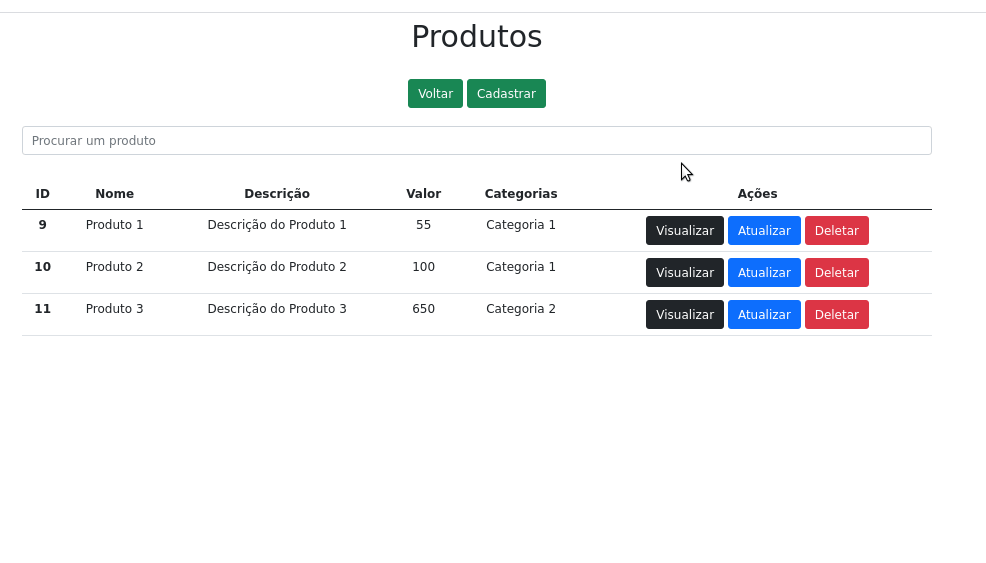 Produtos
Voltar Cadastrar
Procurar um produto
ID Nome Descrição Valor Categorias Ações
9 Produto 1 Descrição do Produto 1 55 Categoria 1 Visualizar Atualizar Deletar
10 Produto 2 Descrição do Produto 2 100 Categoria 1 Visualizar Atualizar Deletar
11 Produto 3 Descrição do Produto 3 650 Categoria 2 Visualizar Atualizar Deletar